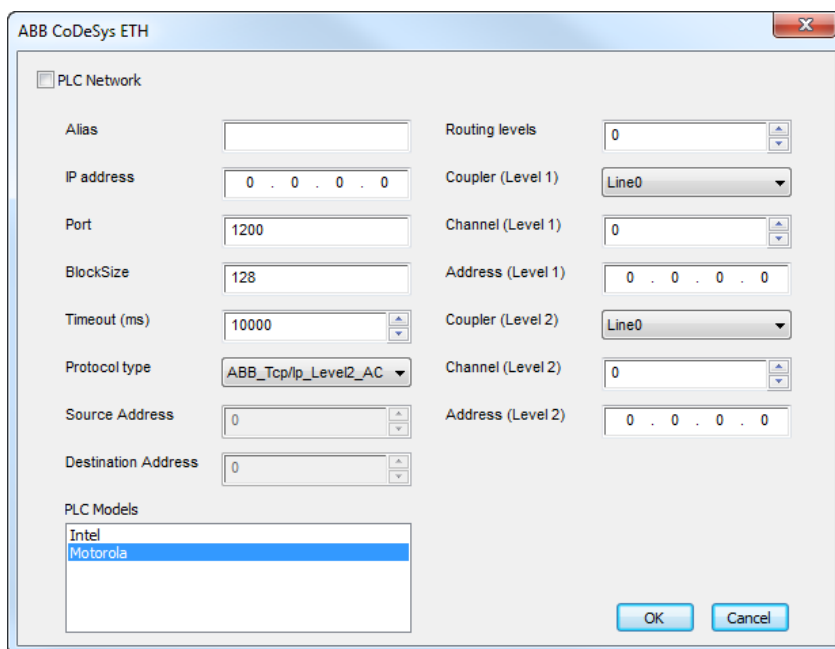 ABB CoDeSys ETH
PLC Network
Alias
IP address 0 . 0 . 0 . 0
Port 1200
BlockSize 128
Timeout (ms) 10000
Protocol type ABB_Tcp/Ip_Level2_AC
Source Address 0
Destination Address 0
PLC Models
Intel
Motorola
Routing levels 0
Coupler (Level 1) Line0
Channel (Level 1) 0
Address (Level 1) 0 . 0 . 0 . 0
Coupler (Level 2) Line0
Channel (Level 2) 0
Address (Level 2) 0 . 0 . 0 . 0
OK Cancel